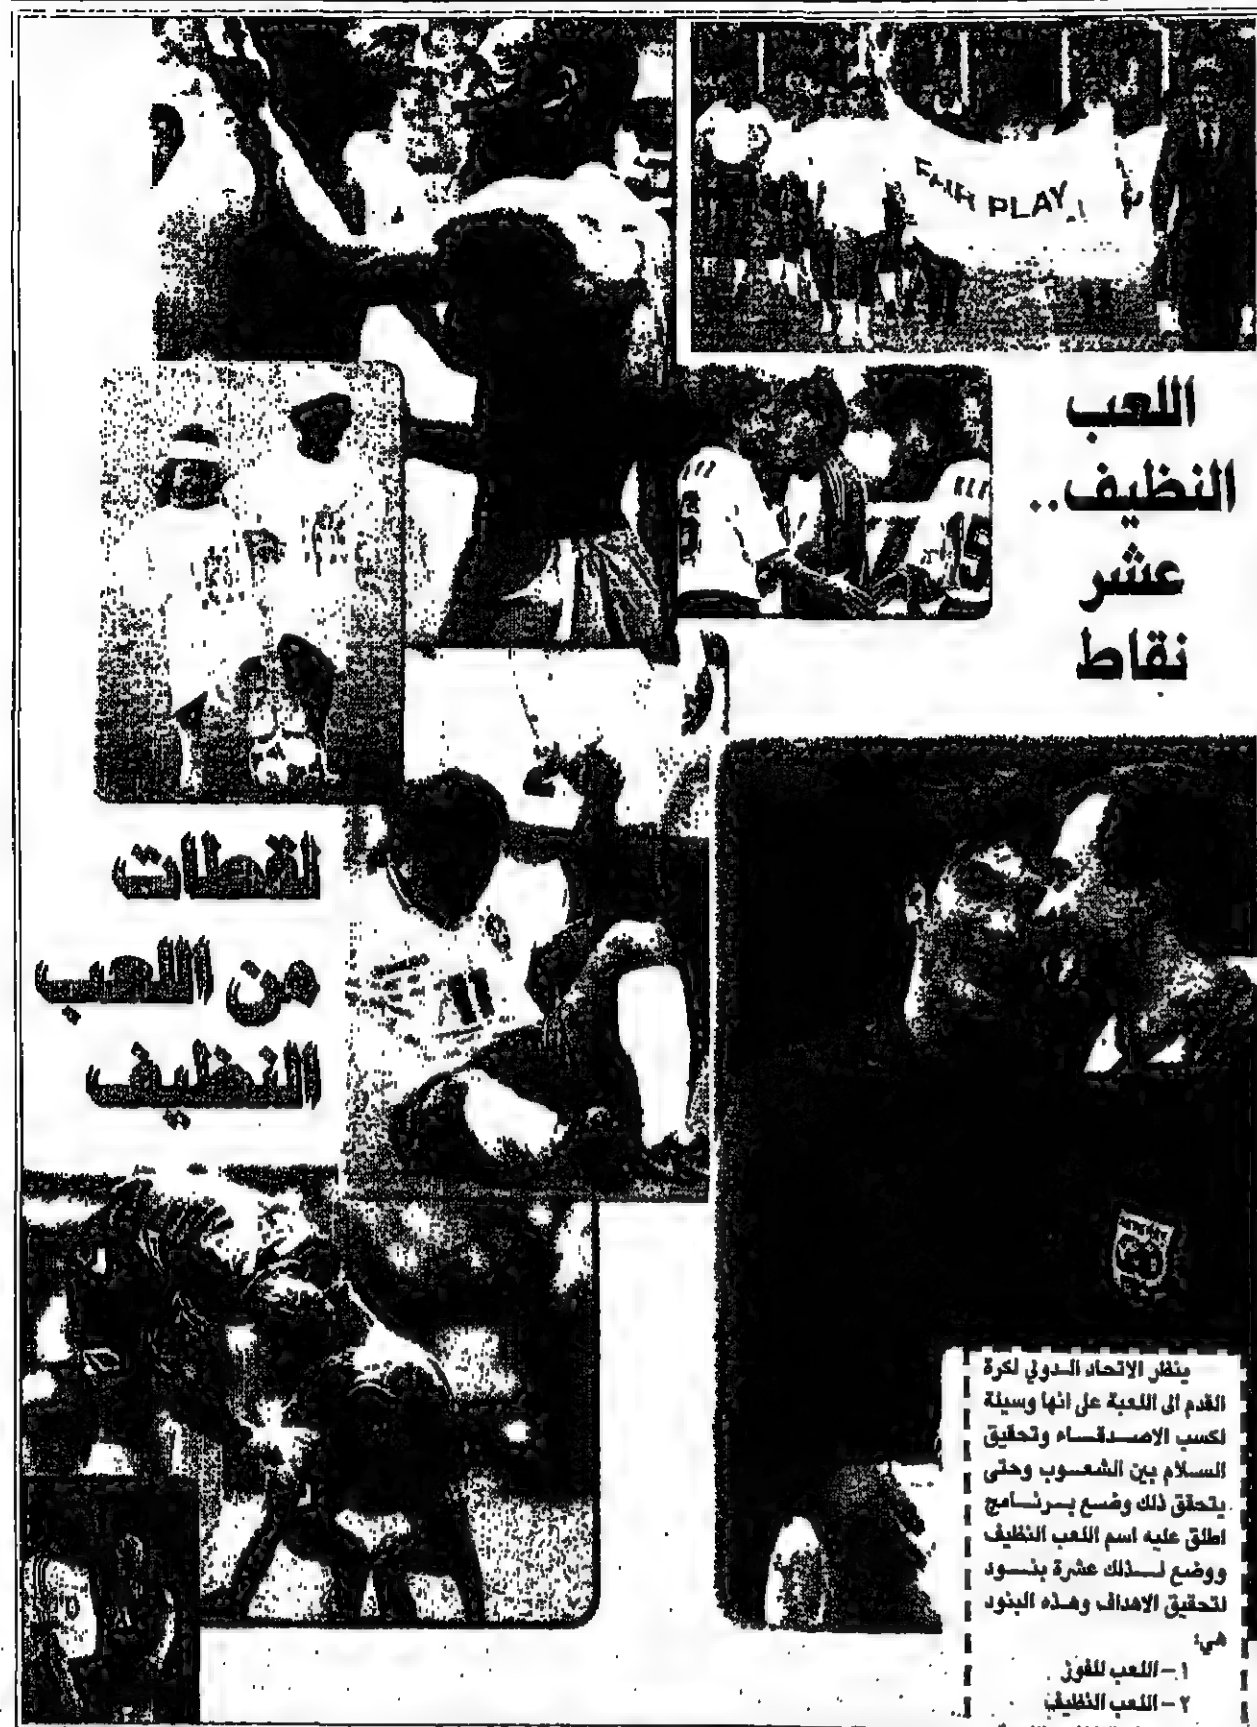 FAIR PLAY
اللعب
النظيف..
عشر
نقاط
15
لقطات
من اللعب
النظيف
11
ينظر الاتحاد الدولي لكرة
القدم الى اللعبة على انها وسيلة
لكسب الاصدقاء وتحقيق
السلام بين الشعوب وحتى
يتحقق ذلك وضع برنامج
اطلق عليه اسم اللعب النظيف
ووضع لذلك عشرة بنود
لتحقيق الاهداف وهذه البنود
هي:
١ - اللعب للفوز
٢ - اللعب النظيف